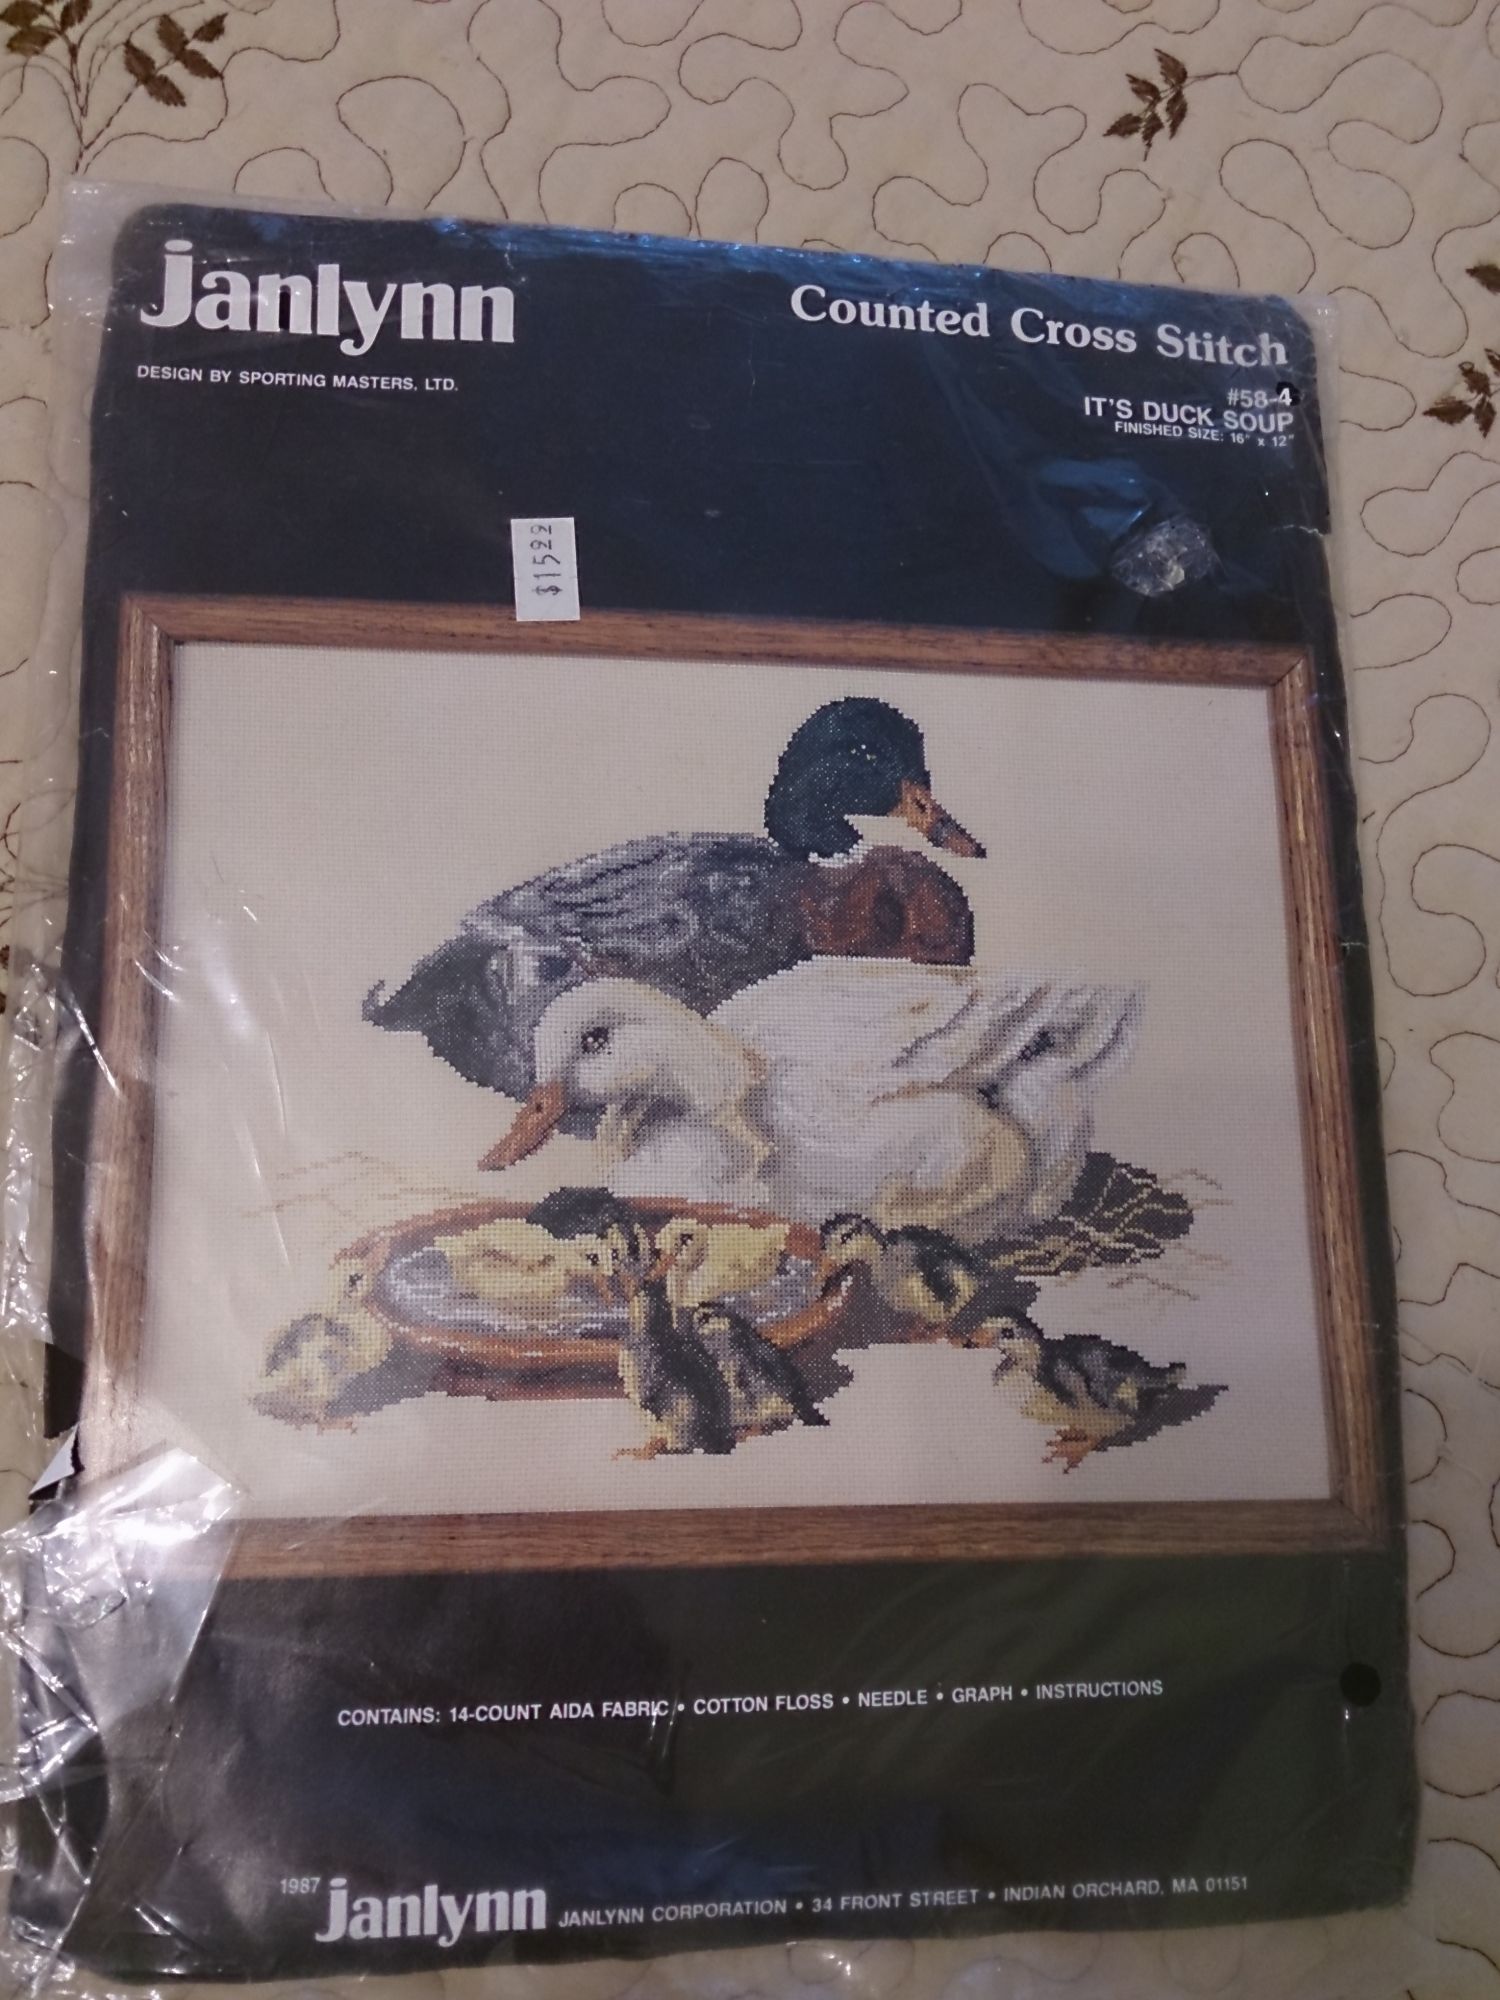 Janlynn
Counted Cross Stitch
DESIGN BY SPORTING MASTERS, LTD.
#58-4
IT'S DUCK SOUP
FINISHED SIZE: 16" x 12"
$1522
CONTAINS: 14-COUNT AIDA FABRIC • COTTON FLOSS • NEEDLE • GRAPH • INSTRUCTIONS
1987 Janlynn JANLYNN CORPORATION • 34 FRONT STREET • INDIAN ORCHARD, MA 01151